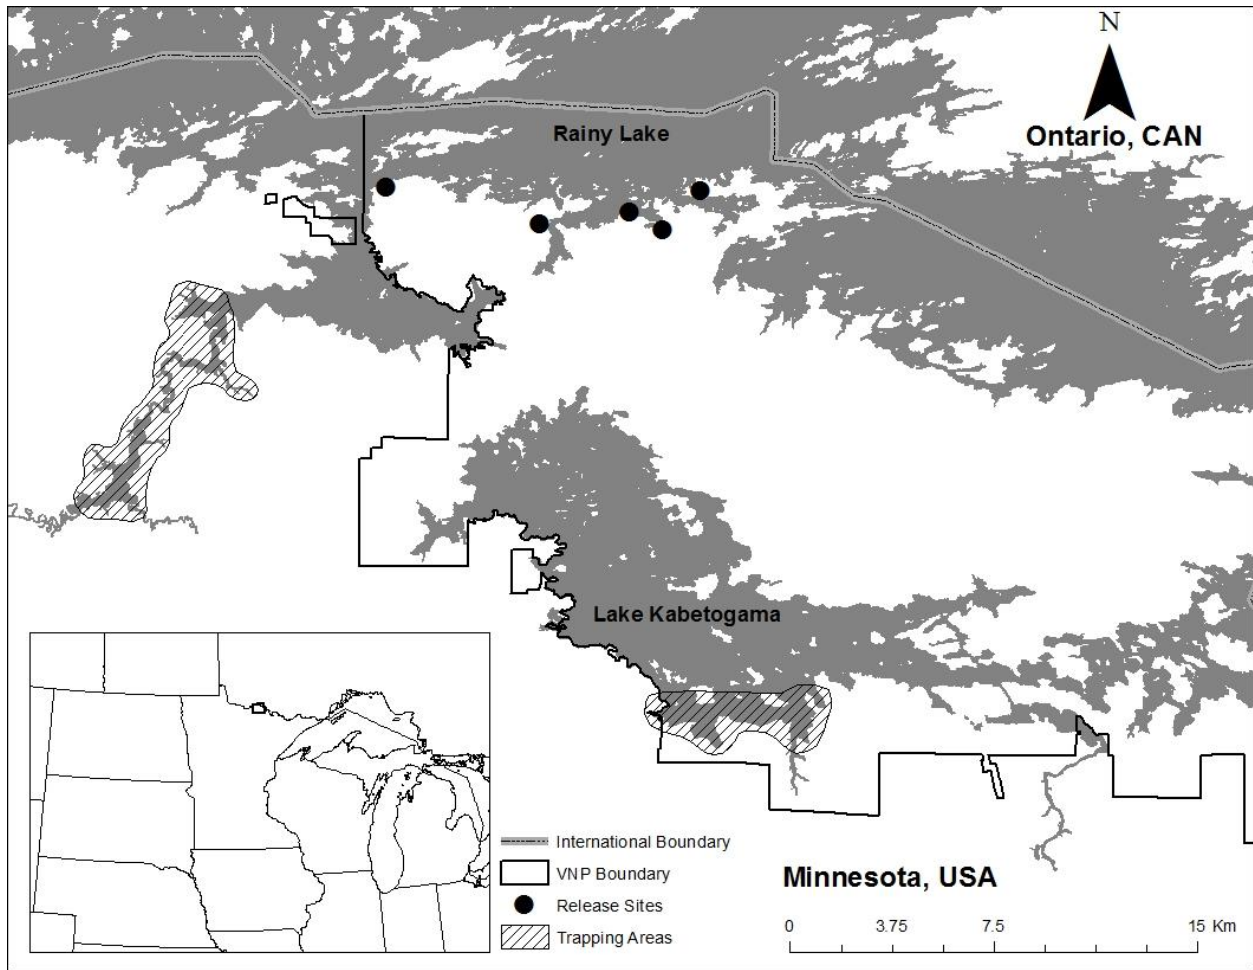 N
Ontario, CAN
Rainy Lake
Lake Kabetogama
International Boundary
VNP Boundary
Release Sites
Trapping Areas
Minnesota, USA
0 3.75 7.5 15 Km